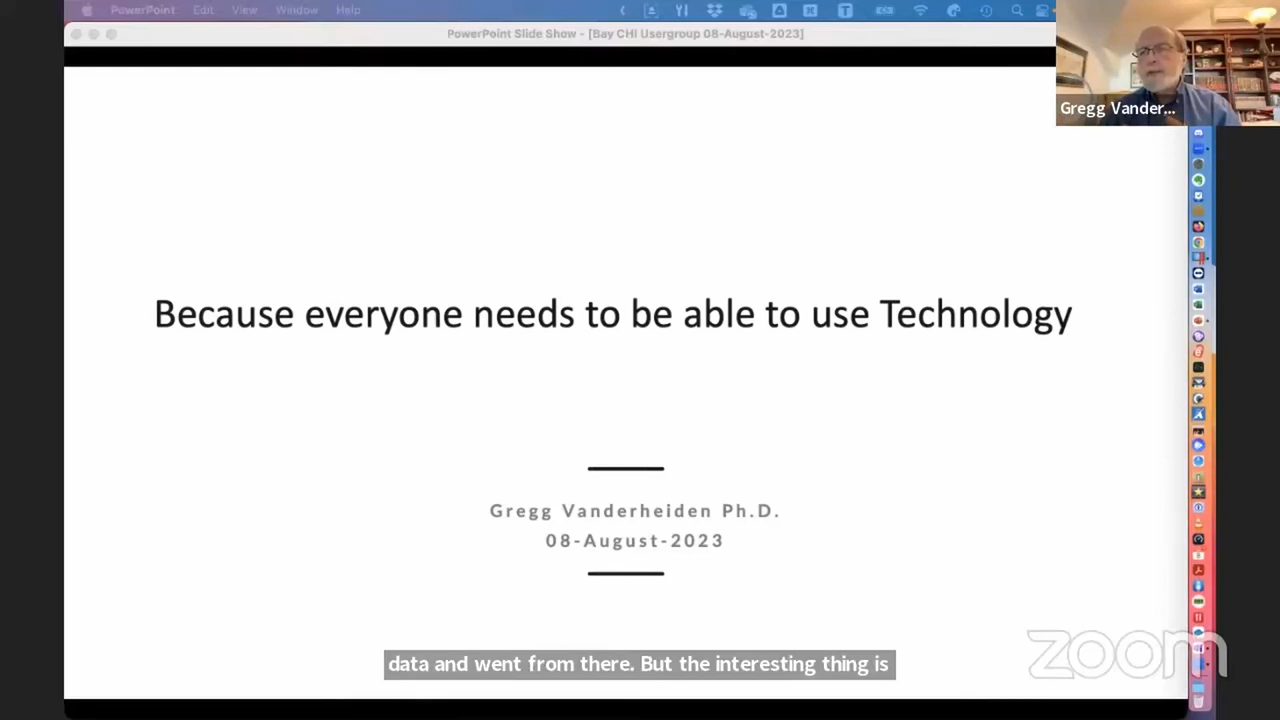 PowerPoint Edit View Window Help
PowerPoint Slide Show - [Bay CHI Usergroup 08-August-2023]
Gregg Vander...
Because everyone needs to be able to use Technology
Gregg Vanderheiden Ph.D.
08-August-2023
data and went from there. But the interesting thing is
zoom